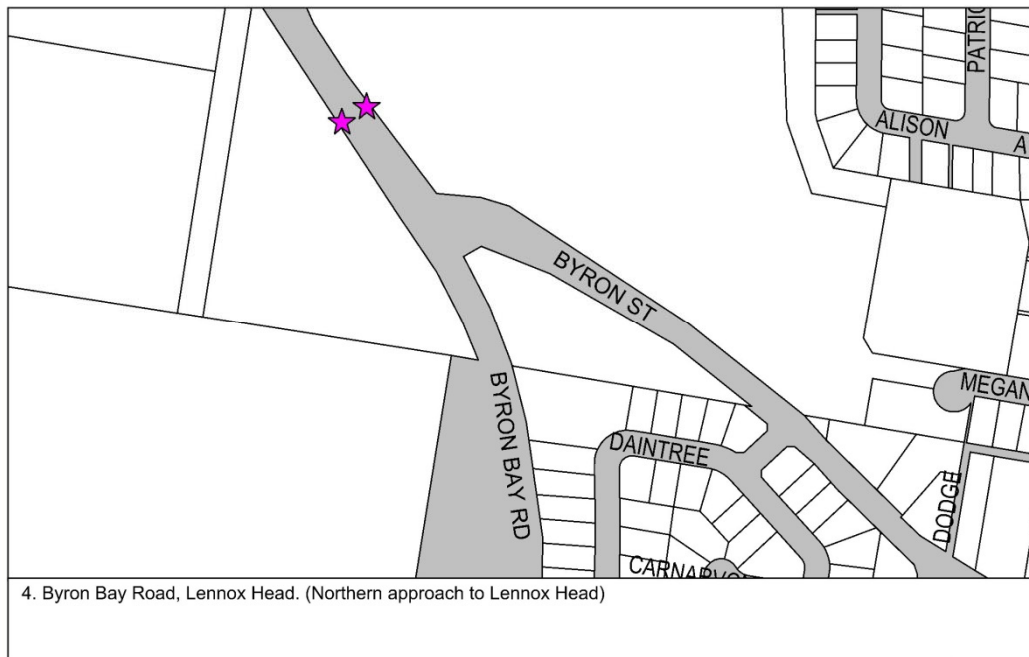 PATRIC
ALISON
A
BYRON ST
MEGAN
BYRON BAY RD
DAINTREE
DODGE
4. Byron Bay Road, Lennox Head. (Northern approach to Lennox Head)